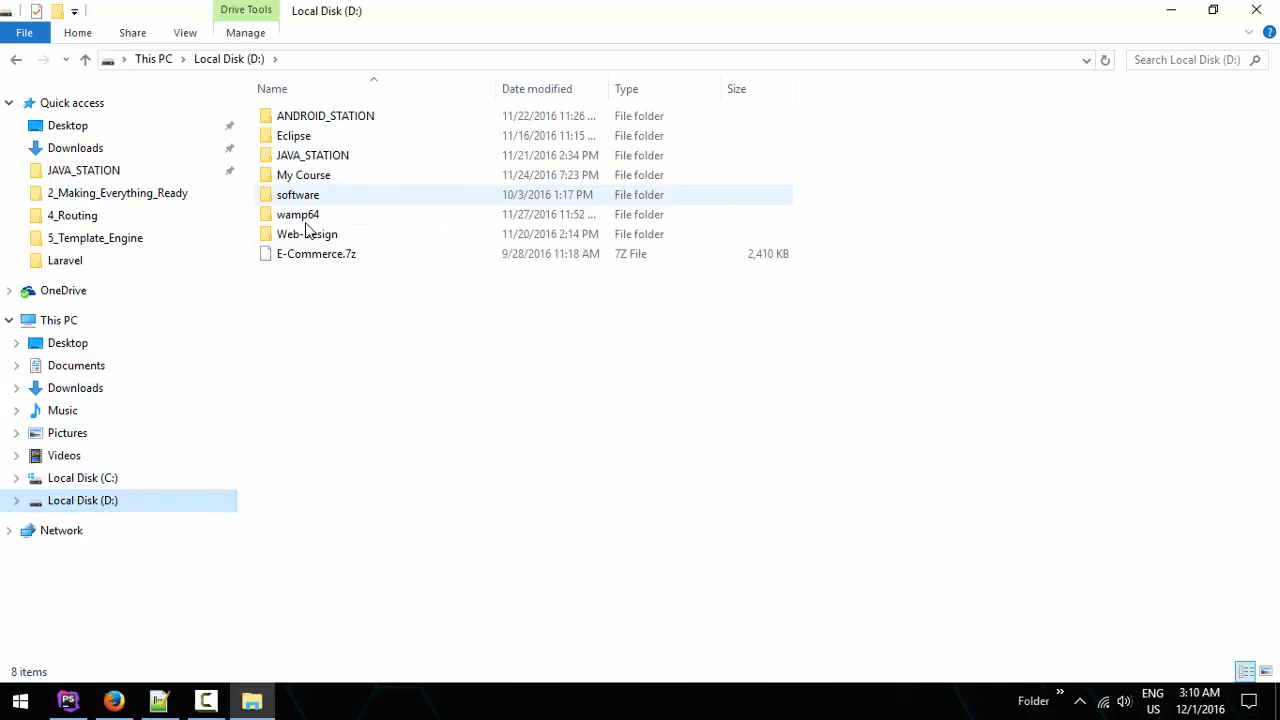 Drive Tools
Local Disk (D:)
File
Home
Share
View
Manage
This PC
Local Disk (D:)
Search Local Disk (D:)
Name
Date modified
Type
Size
Quick access
Desktop
Downloads
JAVA_STATION
2_Making_Everything_Ready
4_Routing
5_Template_Engine
Laravel
OneDrive
This PC
Desktop
Documents
Downloads
Music
Pictures
Videos
Local Disk (C:)
Local Disk (D:)
Network
ANDROID_STATION 11/22/2016 11:26 ... File folder
Eclipse 11/16/2016 11:15 ... File folder
JAVA_STATION 11/21/2016 2:34 PM File folder
My Course 11/24/2016 7:23 PM File folder
software 10/3/2016 1:17 PM File folder
wamp64 11/27/2016 11:52 ... File folder
Web-Design 11/20/2016 2:14 PM File folder
E-Commerce.7z 9/28/2016 11:18 AM 7Z File 2,410 KB
8 items
PS
Folder
ENG
US
3:10 AM
12/1/2016